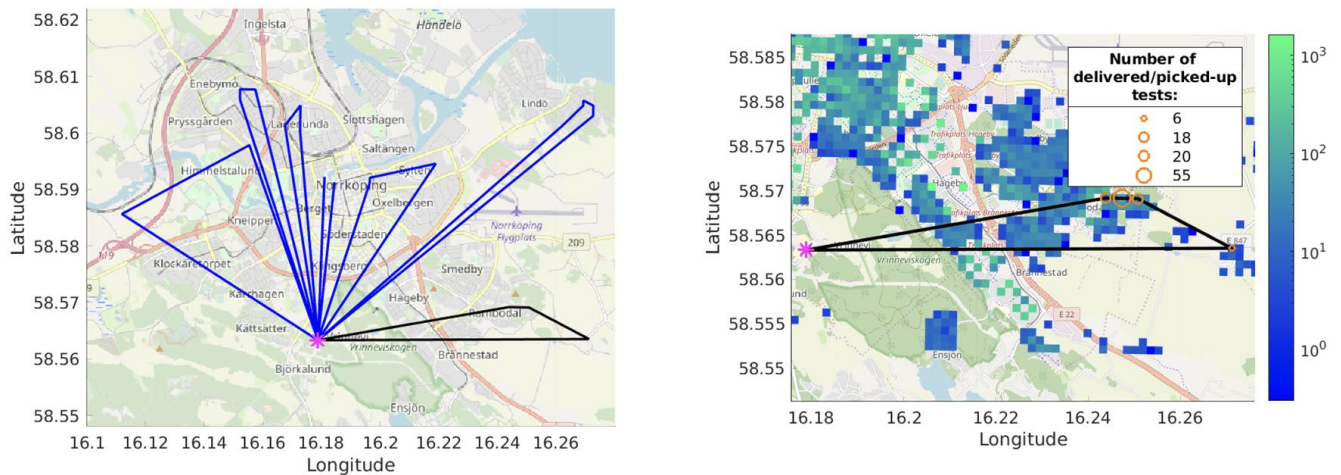 58.62
58.61
58.6
58.59
58.58
58.57
58.56
58.55
Latitude
16.1
16.12
16.14
16.16
16.18
16.2
16.22
16.24
16.26
Longitude
Ingelsta
Händelö
Enebymo
Lindö
Pryssgården
Slottshagen
Saltängen
Himmelstalund
Sylten
Norrköping
Oxelbergen
Kneippen
Berget
Söderstaden
Norrköping
Flygplats
209
Klockaretorpet
Smedby
Karhagen
Hageby
Kättsätter
Vrinneviskogen
Brånnestad
Björkalund
Ensjön
58.585
58.58
58.575
58.57
58.565
58.56
58.555
58.55
Latitude
16.18
16.2
16.22
16.24
16.26
Longitude
Number of
delivered/picked-up
tests:
6
18
20
55
Trafikplats Hageby
Hageby
E 847
Vrinneviskogen
Brånnestad
E 22
Ensjön
10³
10²
10¹
10⁰